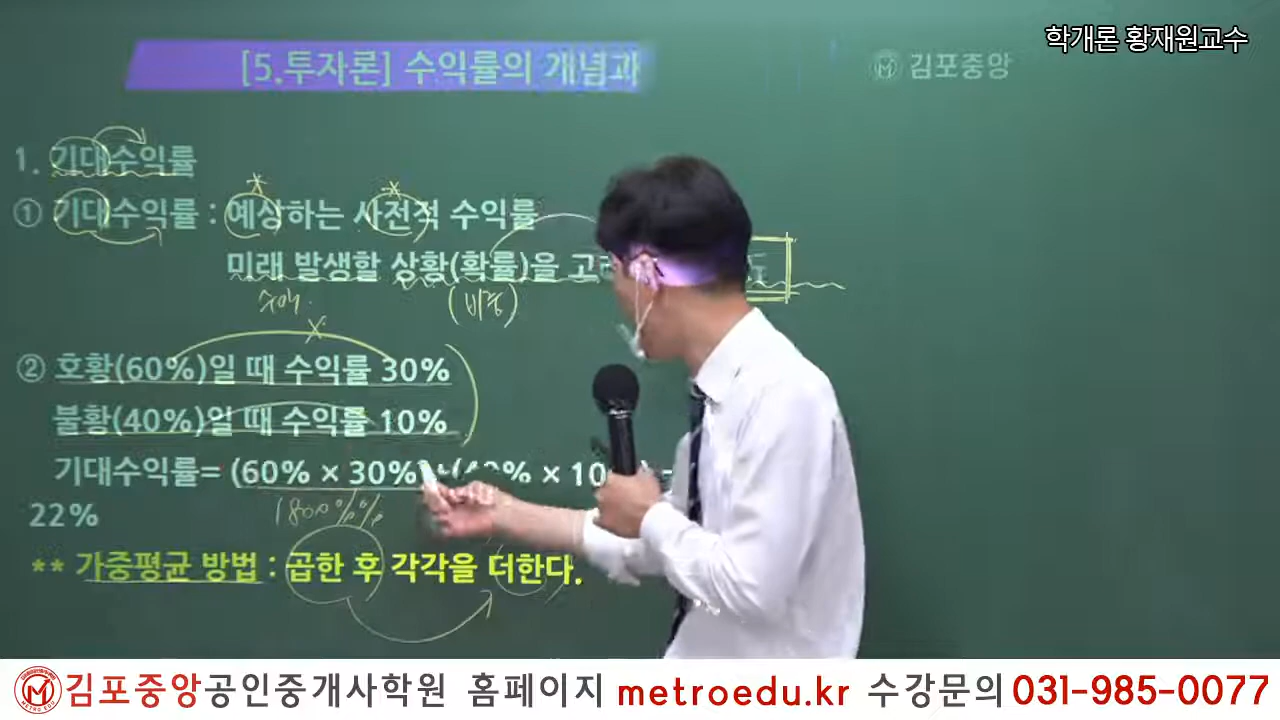 학개론 황재원교수
[5.투자론] 수익률의 개념과
김포중앙
1. 기대수익률
① 기대수익률 : 예상하는 사전적 수익률
미래 발생할 상황(확률)을 고
(비중)
② 호황(60%)일 때 수익률 30%
불황(40%)일 때 수익률 10%
기대수익률= (60% × 30%)+(40% × 10
22%
1800%%
** 가중평균 방법 : 곱한 후 각각을 더한다.
김포중앙공인중개사학원 홈페이지 metroedu.kr 수강문의 031-985-0077